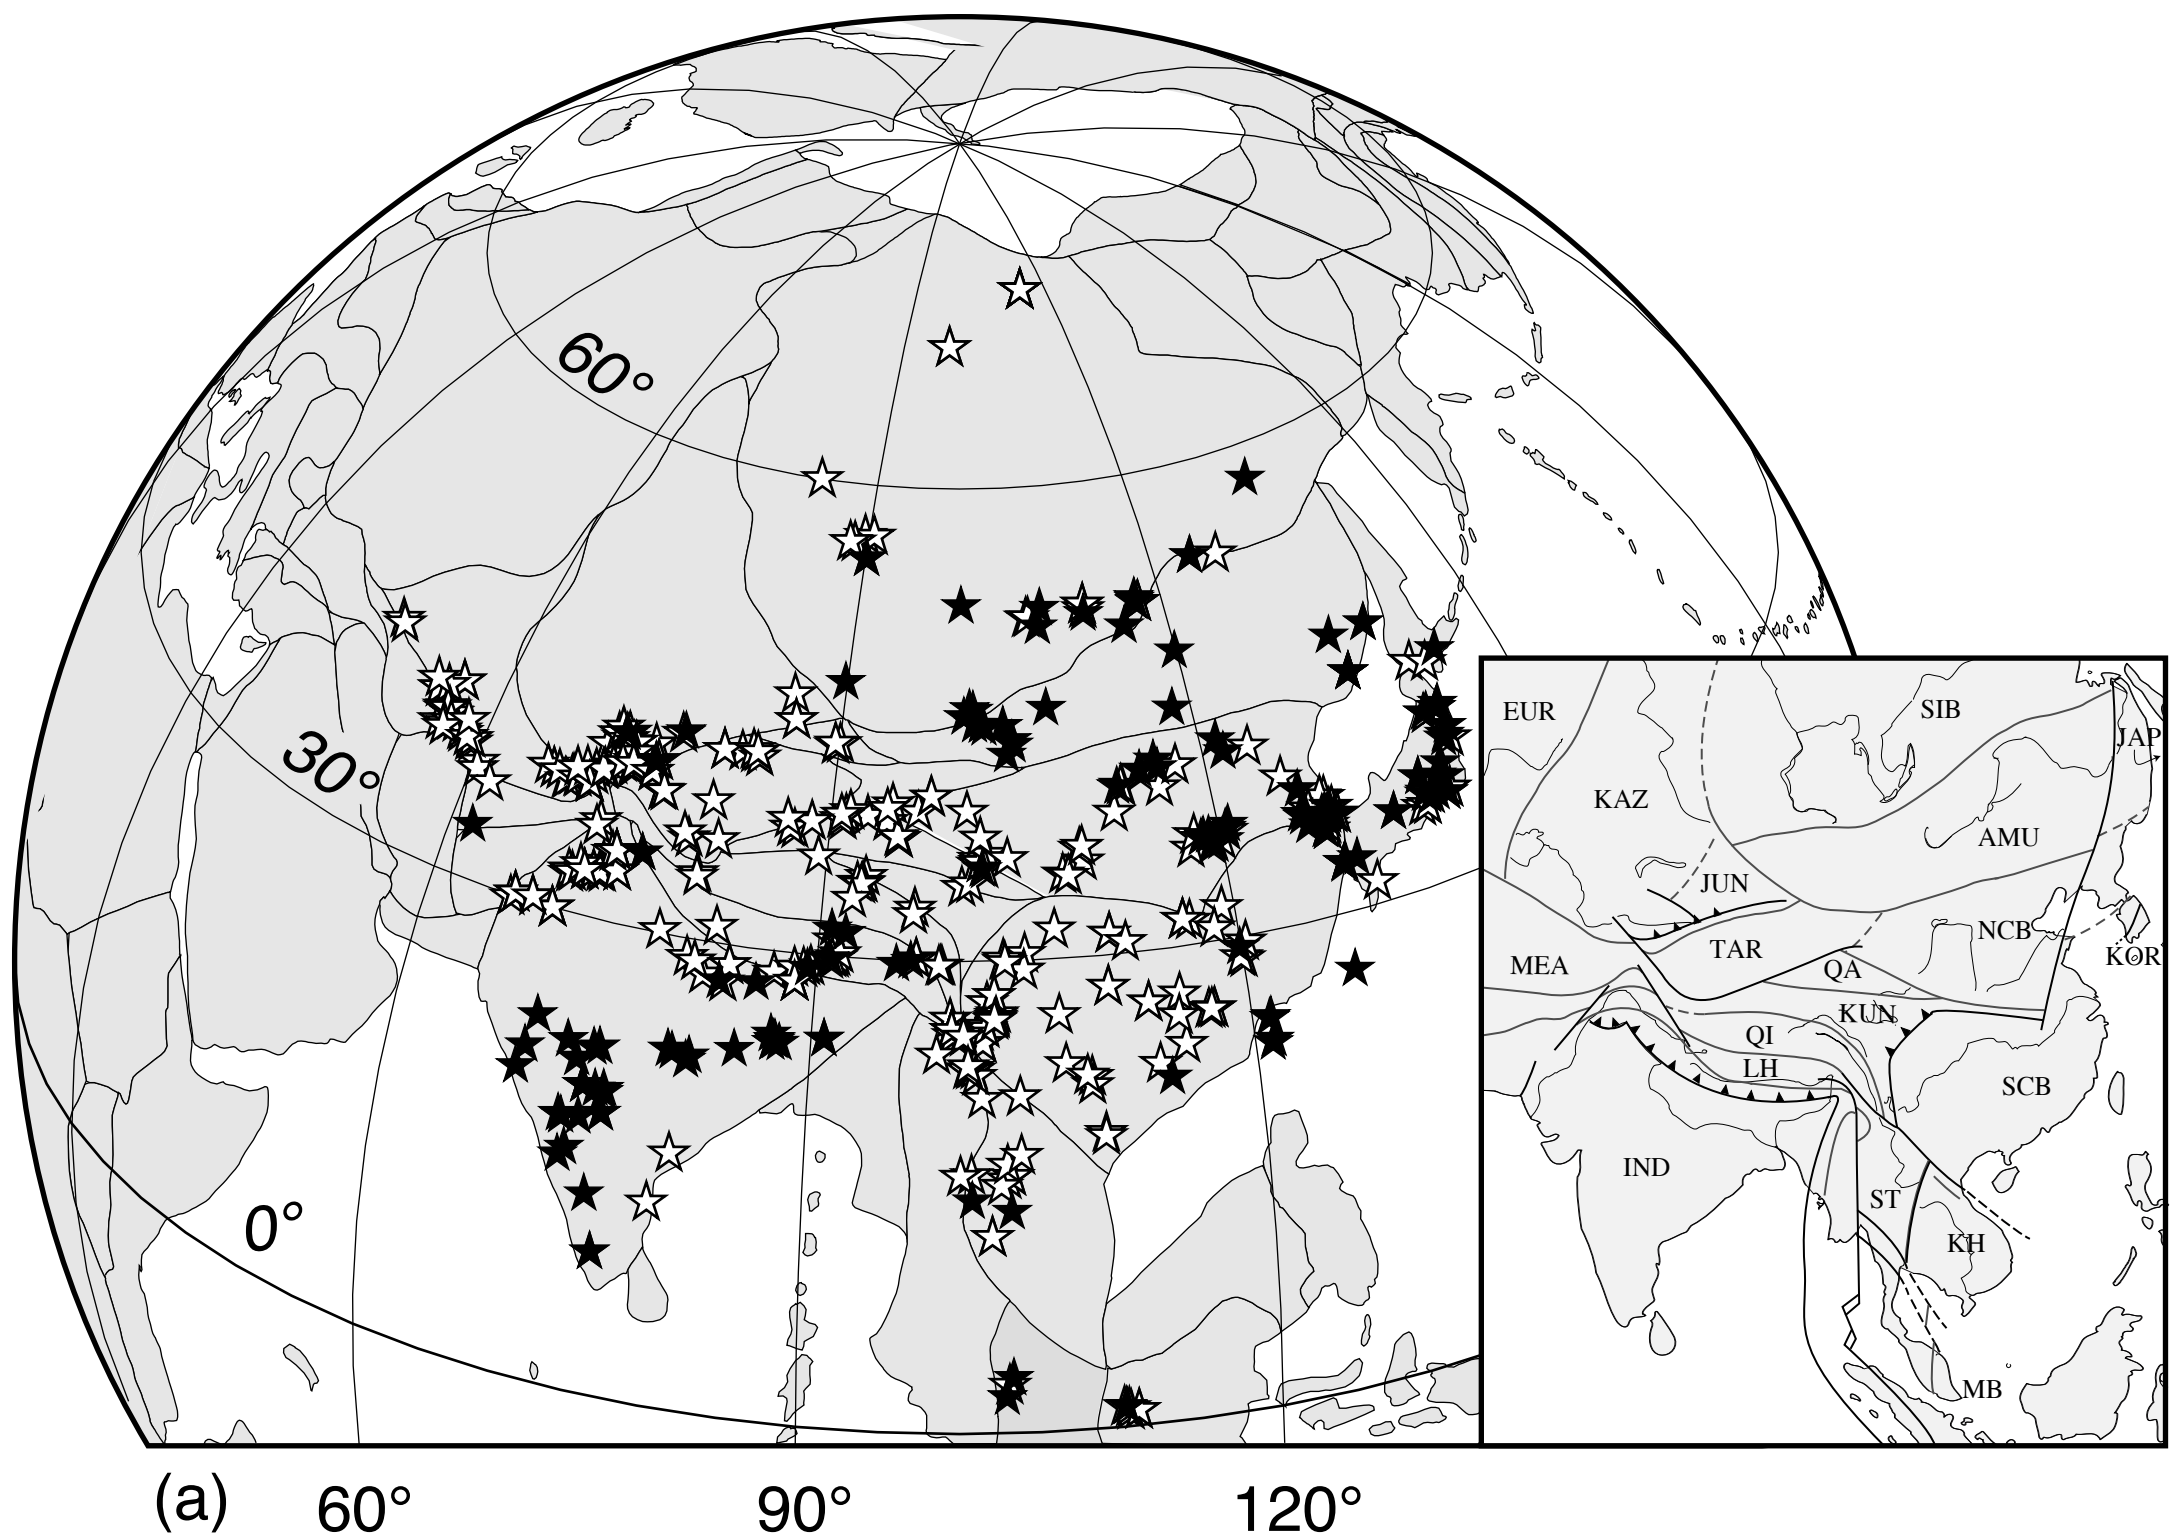 60°
30°
0°
EUR
SIB
JAP
KAZ
AMU
JUN
NCB
TAR
KOR
MEA
QA
KUN
QI
LH
SCB
IND
ST
KH
MB
(a) 60° 90° 120°